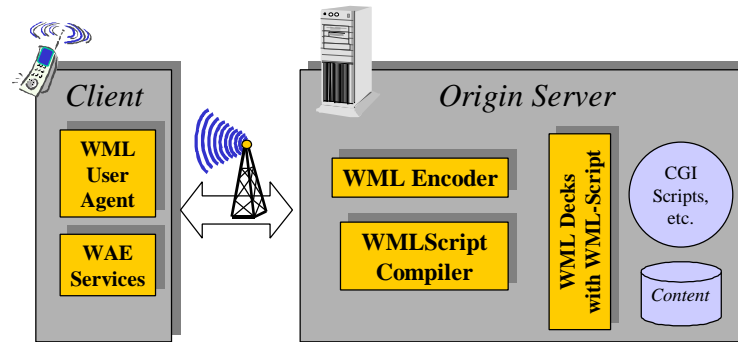 Client
WML
User
Agent
WAE
Services
Origin Server
WML Encoder
WMLScript
Compiler
WML Decks
with WML-Script
CGI
Scripts,
etc.
Content